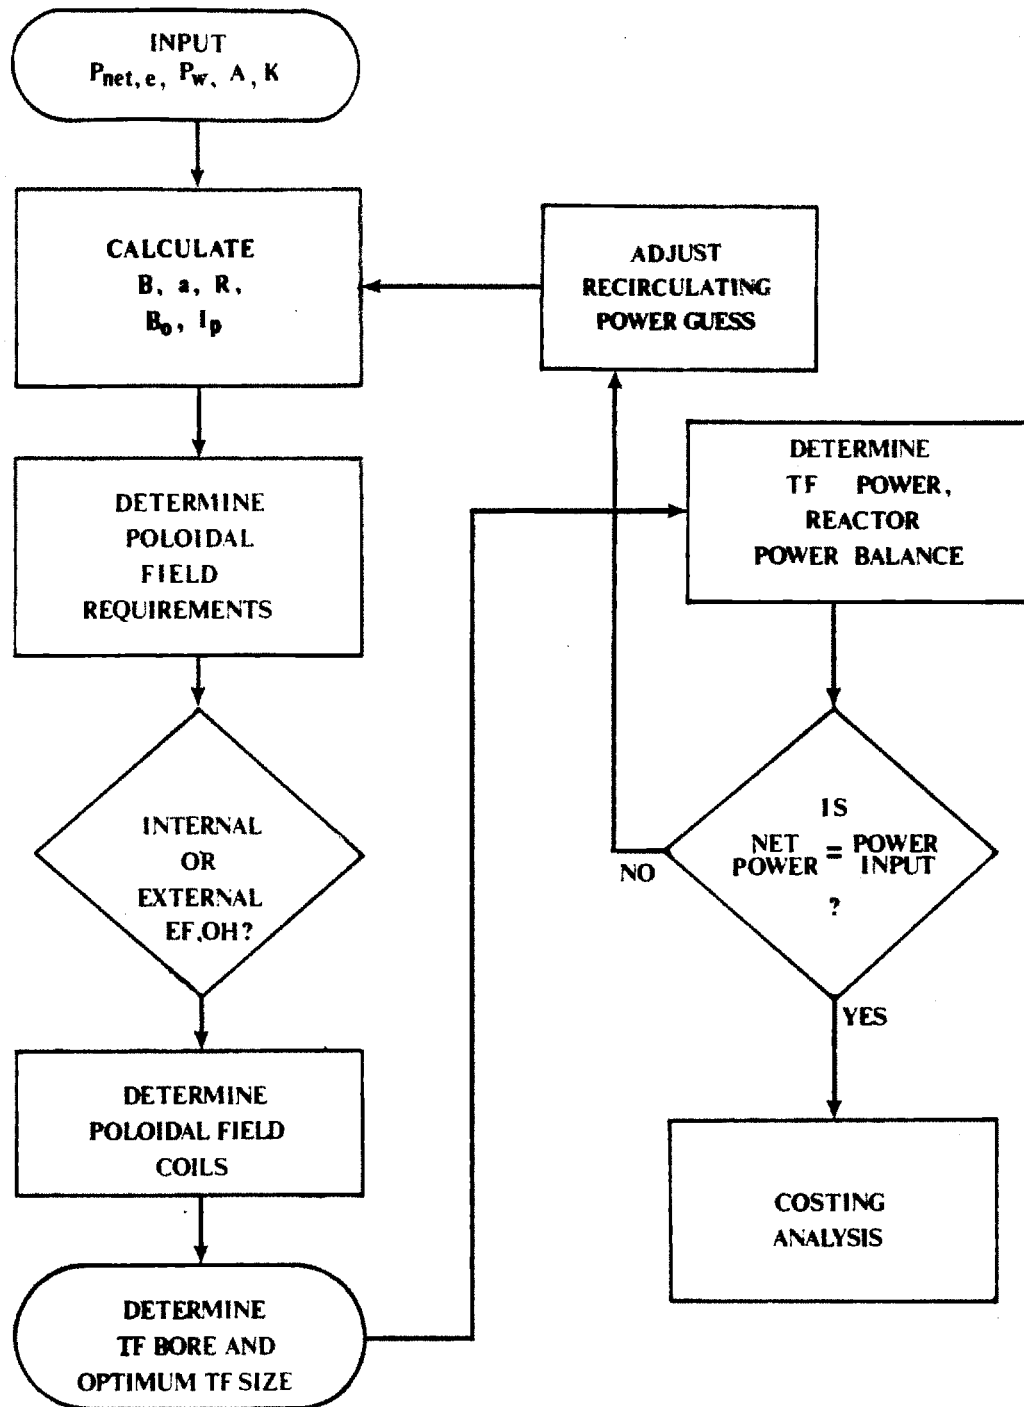 INPUT
Pnet,e, Pw, A, K
CALCULATE
B, a, R,
Bo, Ip
ADJUST
RECIRCULATING
POWER GUESS
DETERMINE
POLOIDAL
FIELD
REQUIREMENTS
DETERMINE
TF POWER,
REACTOR
POWER BALANCE
INTERNAL
OR
EXTERNAL
EF,OH?
IS
NET = POWER
POWER INPUT
?
NO
YES
DETERMINE
POLOIDAL FIELD
COILS
COSTING
ANALYSIS
DETERMINE
TF BORE AND
OPTIMUM TF SIZE